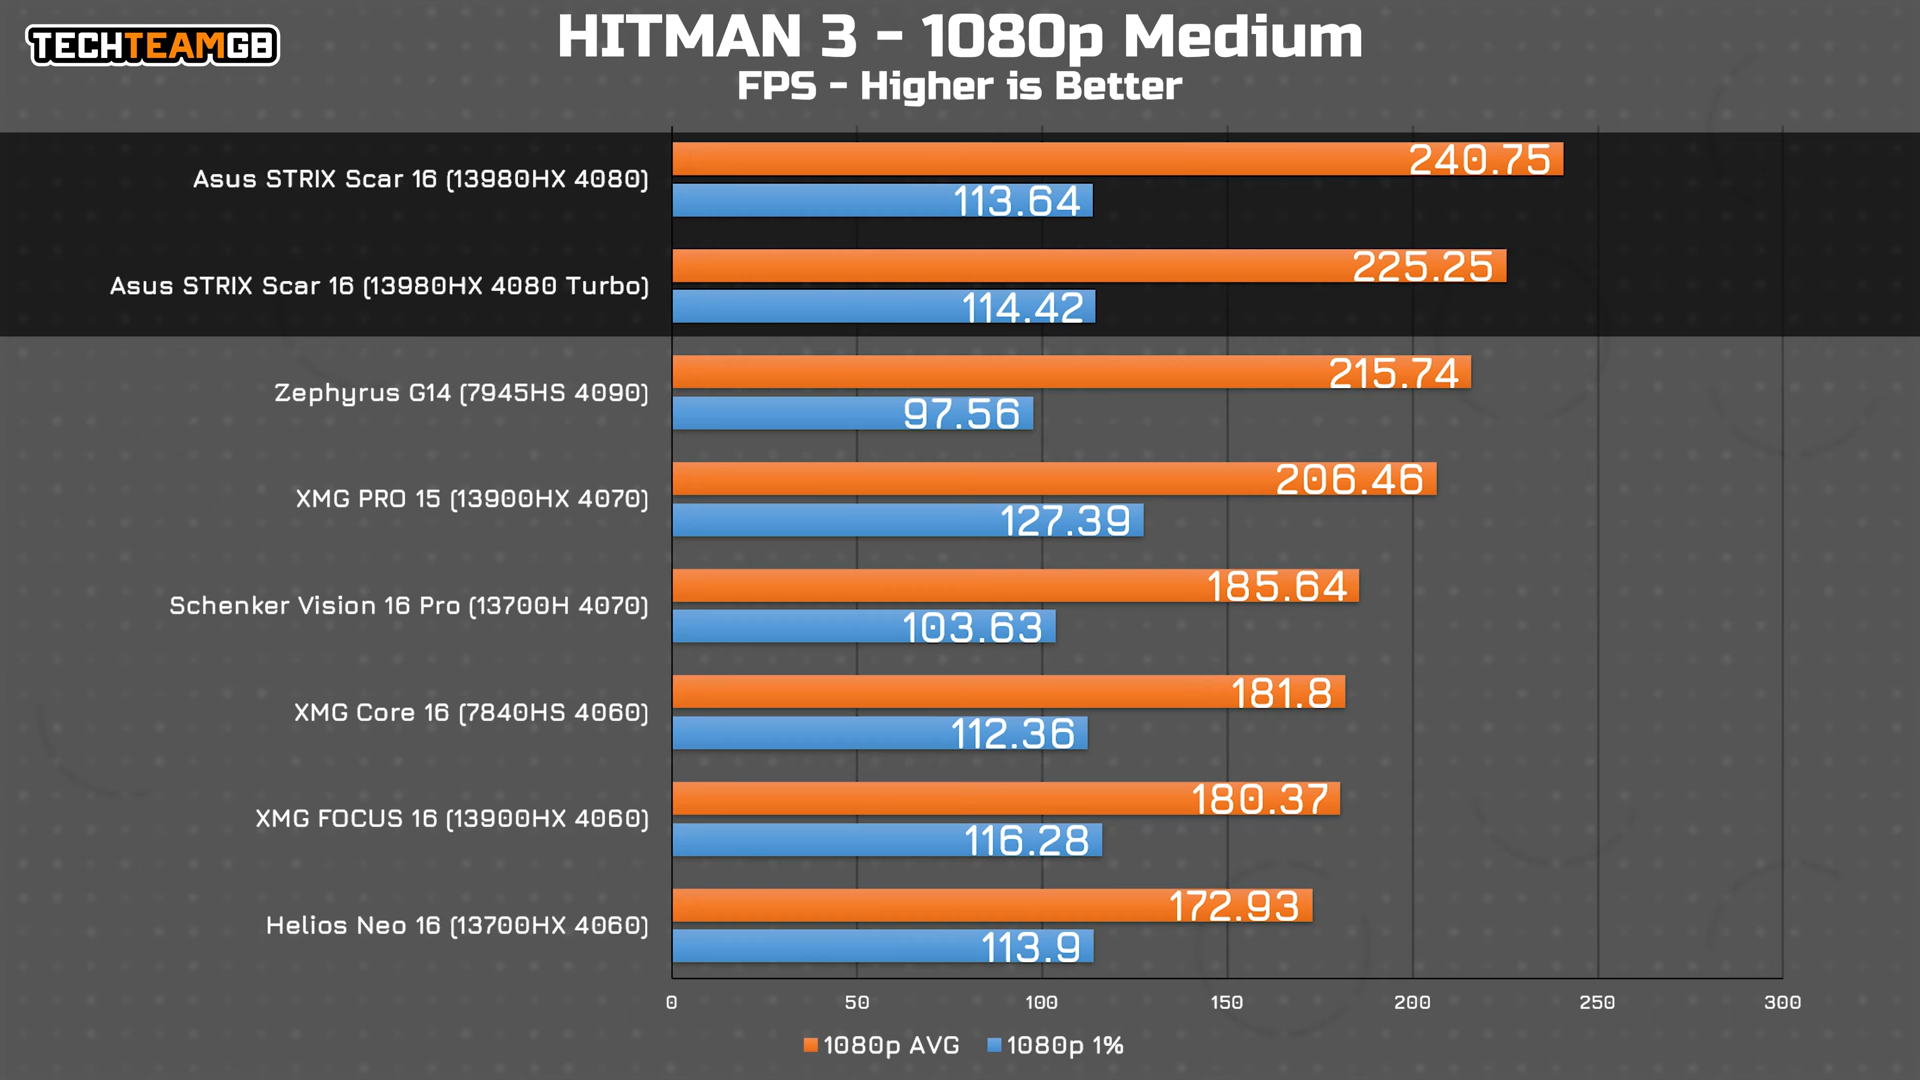 TECHTEAMGB
HITMAN 3 - 1080p Medium
FPS - Higher is Better
Asus STRIX Scar 16 (13980HX 4080)
240.75
113.64
Asus STRIX Scar 16 (13980HX 4080 Turbo)
225.25
114.42
Zephyrus G14 (7945HS 4090)
215.74
97.56
XMG PRO 15 (13900HX 4070)
206.46
127.39
Schenker Vision 16 Pro (13700H 4070)
185.64
103.63
XMG Core 16 (7840HS 4060)
181.8
112.36
XMG FOCUS 16 (13900HX 4060)
180.37
116.28
Helios Neo 16 (13700HX 4060)
172.93
113.9
0 50 100 150 200 250 300
1080p AVG 1080p 1%